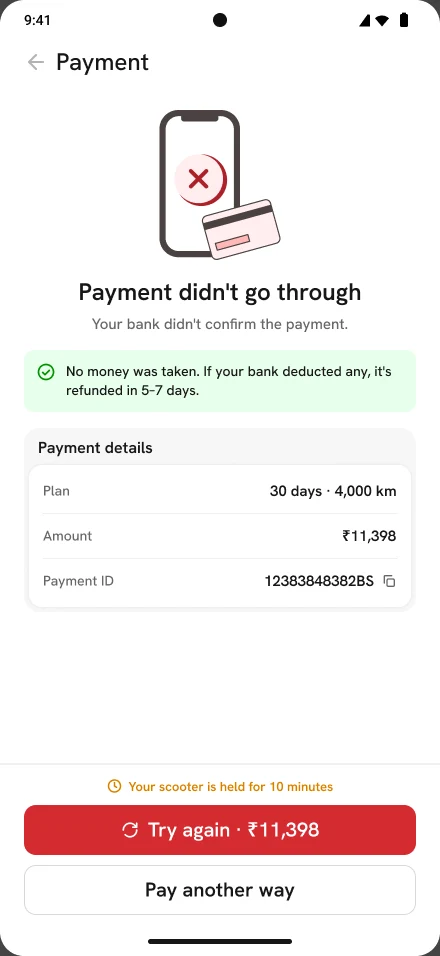 9:41
Payment
Payment didn't go through
Your bank didn't confirm the payment.
No money was taken. If your bank deducted any, it's
refunded in 5–7 days.
Payment details
Plan 30 days · 4,000 km
Amount ₹11,398
Payment ID 12383848382BS
Your scooter is held for 10 minutes
Try again · ₹11,398
Pay another way